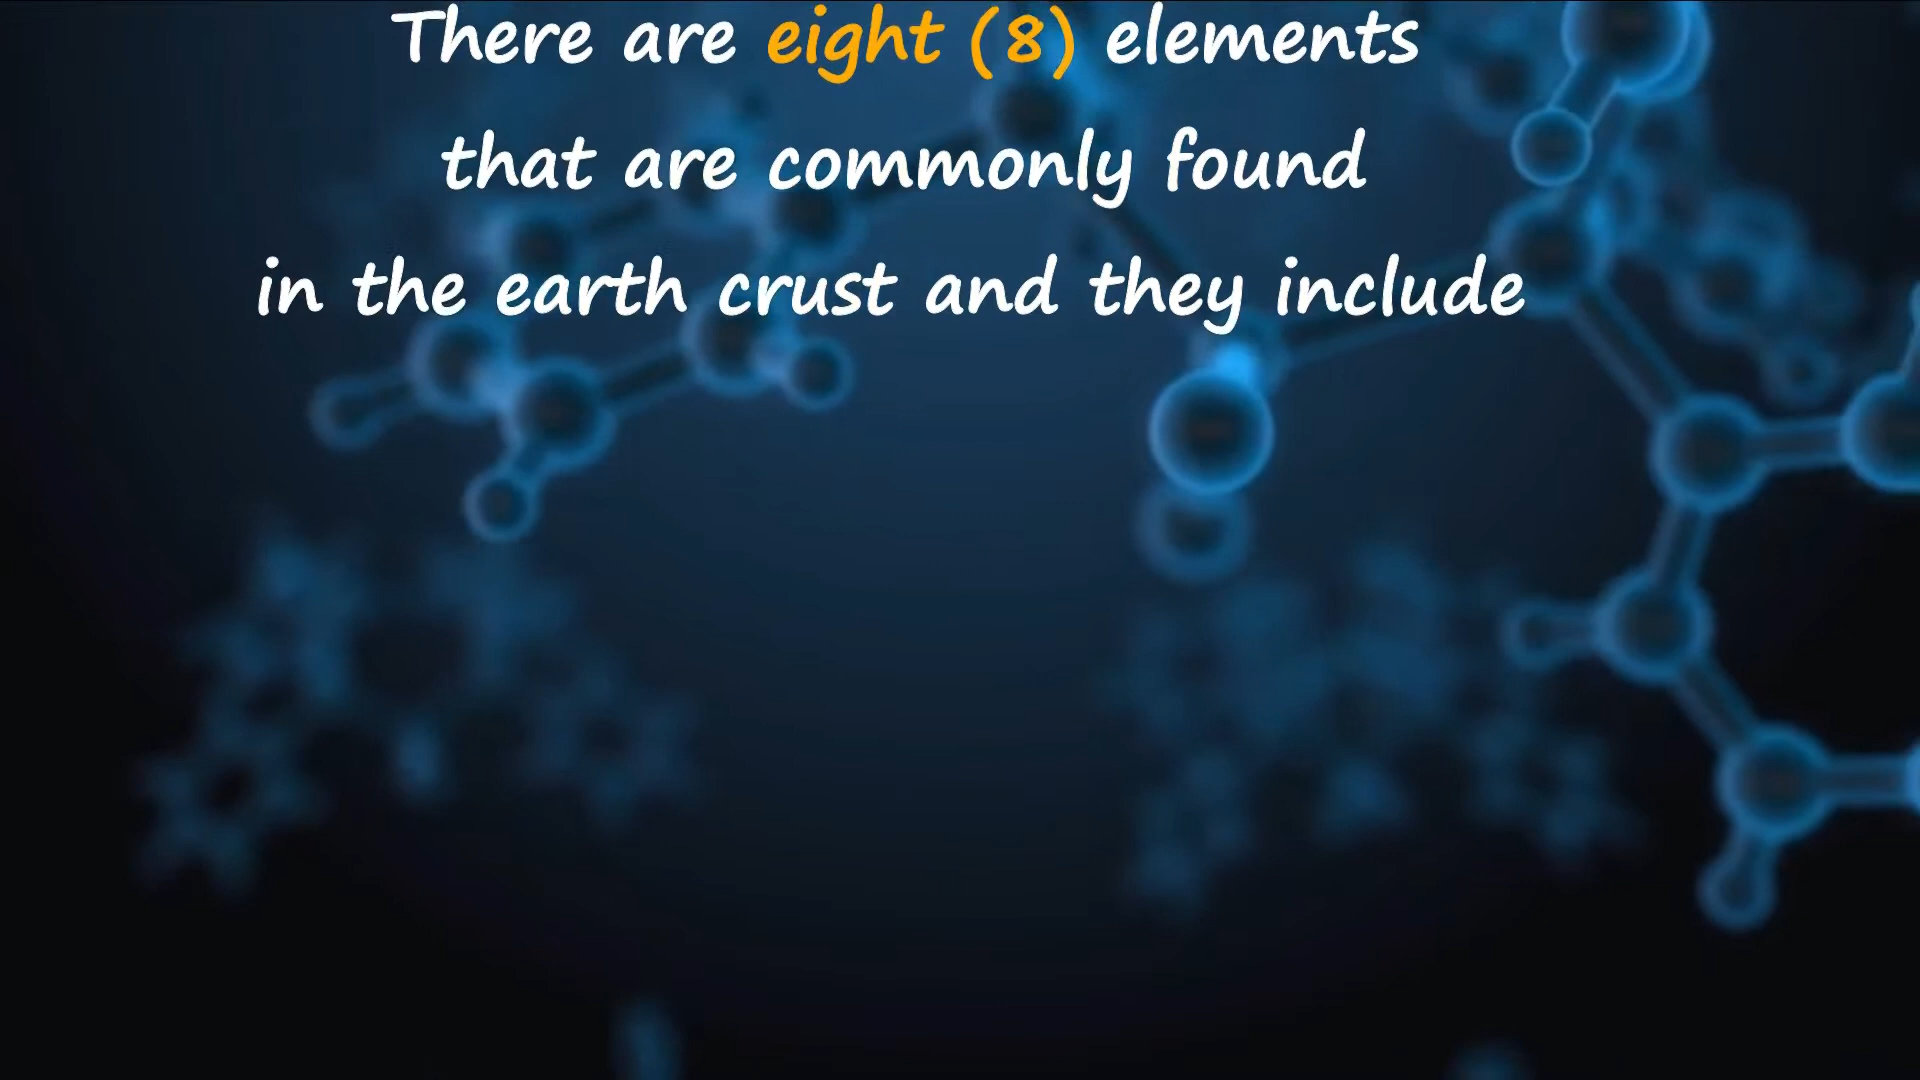 There are eight (8) elements
that are commonly found
in the earth crust and they include